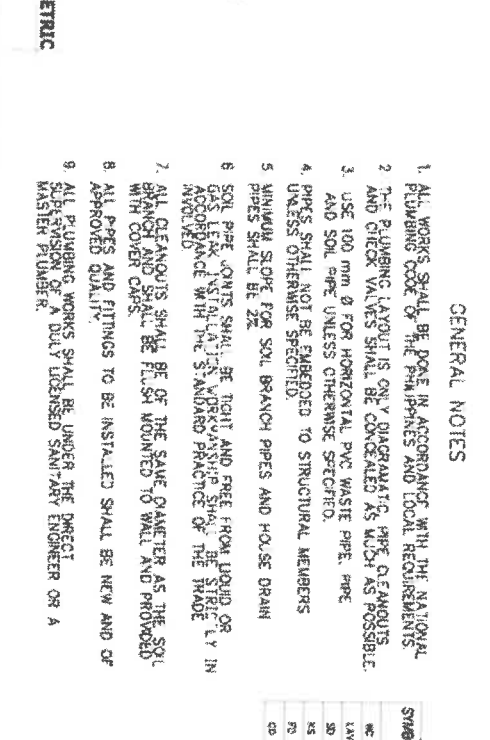 GENERAL NOTES
1. ALL WORKS SHALL BE DONE IN ACCORDANCE WITH THE NATIONAL
PLUMBING CODE OF THE PHILIPPINES AND LOCAL REQUIREMENTS.
2. THE PLUMBING LAYOUT IS ONLY DIAGRAMATIC. PIPE CLEANOUTS
AND CHECK VALVES SHALL BE CONCEALED AS MUCH AS POSSIBLE.
3. USE 100 mm Ø FOR HORIZONTAL PVC WASTE PIPE, PIPE
AND SOIL PIPE UNLESS OTHERWISE SPECIFIED.
4. PIPES SHALL NOT BE EMBEDDED TO STRUCTURAL MEMBERS
UNLESS OTHERWISE SPECIFIED.
5. MINIMUM SLOPE FOR SOIL BRANCH PIPES AND HOUSE DRAIN
PIPES SHALL BE 2%
6. SOIL PIPE JOINTS SHALL BE TIGHT AND FREE FROM LIQUID OR
GAS LEAK. INSTALLATION WORKMANSHIP SHALL BE STRICTLY IN
ACCORDANCE WITH THE STANDARD PRACTICE OF THE TRADE
INVOLVED.
7. ALL CLEANOUTS SHALL BE OF THE SAME DIAMETER AS THE SOIL
BRANCH AND SHALL BE FLUSH MOUNTED TO WALL AND PROVIDED
WITH COVER CAPS.
8. ALL PIPES AND FITTINGS TO BE INSTALLED SHALL BE NEW AND OF
APPROVED QUALITY.
9. ALL PLUMBING WORKS SHALL BE UNDER THE DIRECT
SUPERVISION OF A DULY LICENSED SANITARY ENGINEER OR A
MASTER PLUMBER.
ETRIC
SYMB
WC
LAV
SD
KS
FD
CO